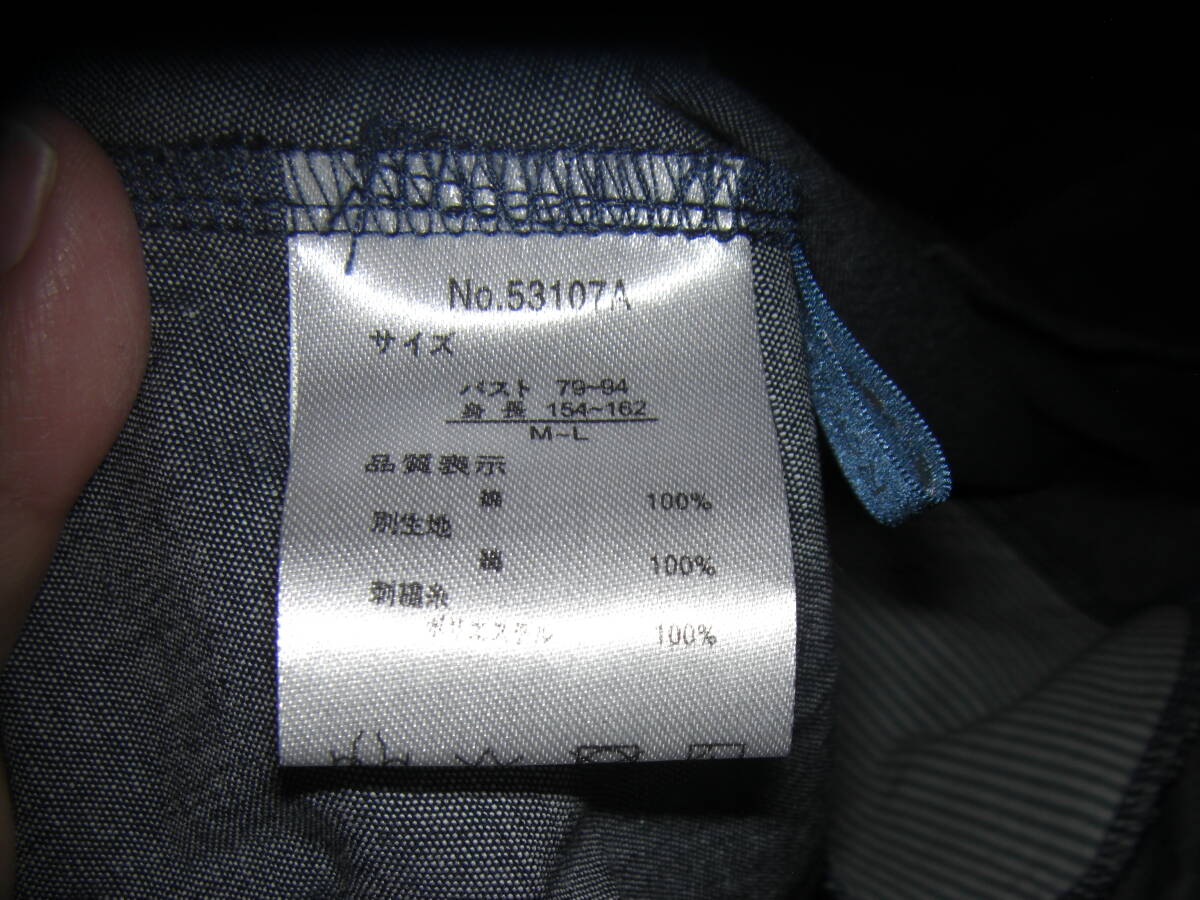 No.53107A
サイズ
バスト 79~94
身長 154~162
M~L
品質表示
綿 100%
別生地
綿 100%
刺繍糸
ポリエステル 100%